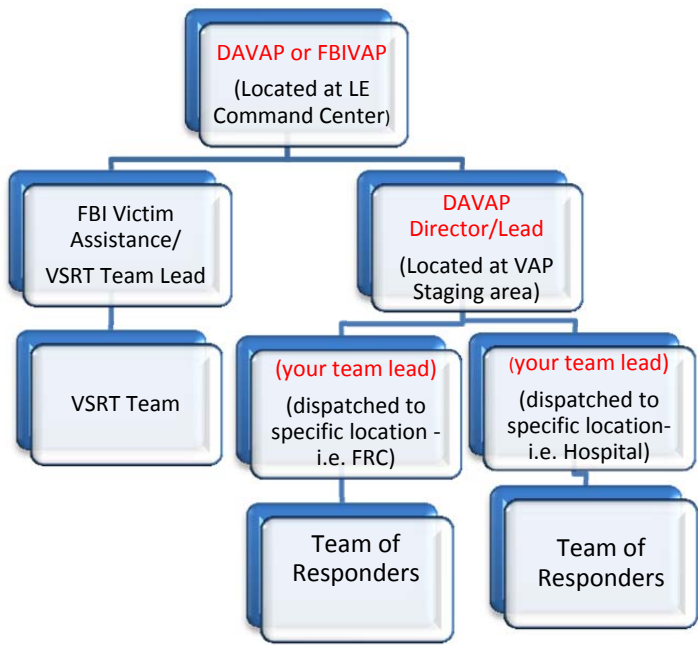 DAVAP or FBIVAP
(Located at LE
Command Center)
FBI Victim
Assistance/
VSRT Team Lead
DAVAP
Director/Lead
(Located at VAP
Staging area)
VSRT Team
(your team lead)
(dispatched to
specific location -
i.e. FRC)
(your team lead)
(dispatched to
specific location-
i.e. Hospital)
Team of
Responders
Team of
Responders